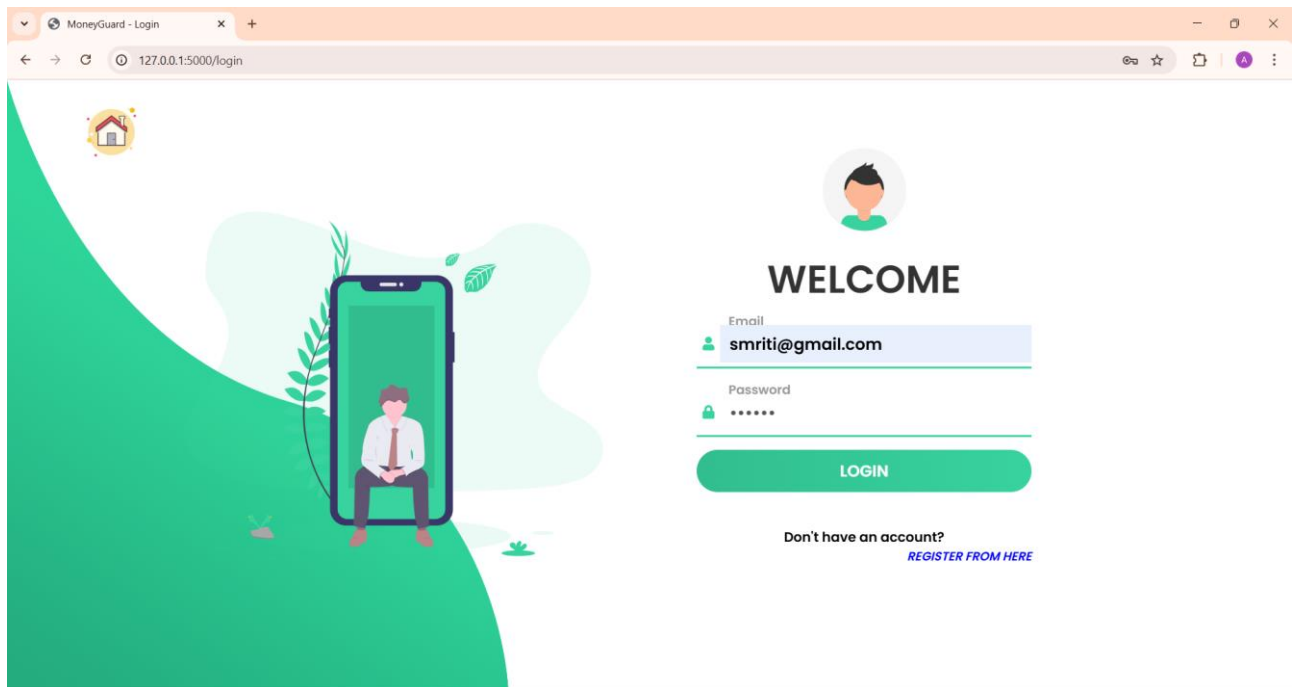 MoneyGuard - Login
127.0.0.1:5000/login
A
WELCOME
Email
smriti@gmail.com
Password
••••••
LOGIN
Don't have an account?
REGISTER FROM HERE